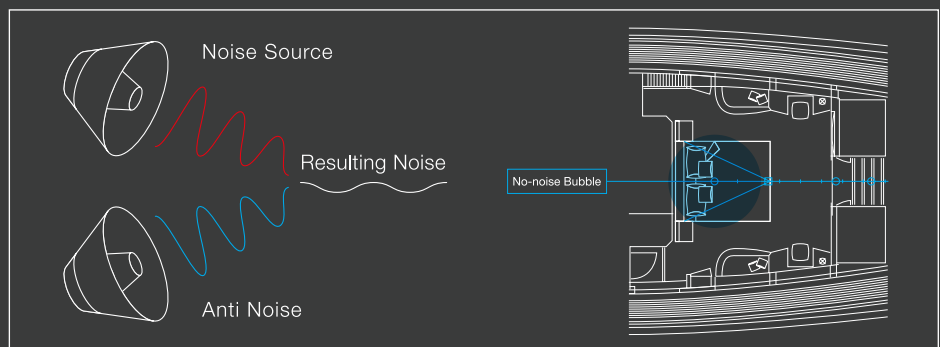 Noise Source
Resulting Noise
No-noise Bubble
Anti Noise